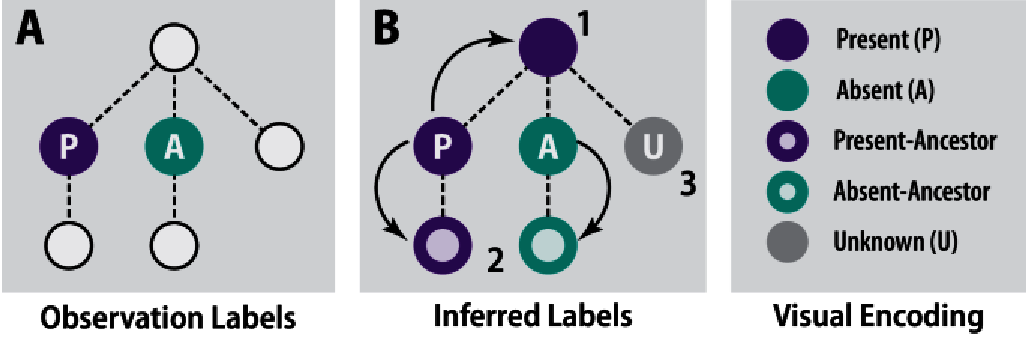 A
P
A
Observation Labels
B
1
P
A
U
3
2
Inferred Labels
Present (P)
Absent (A)
Present-Ancestor
Absent-Ancestor
Unknown (U)
Visual Encoding